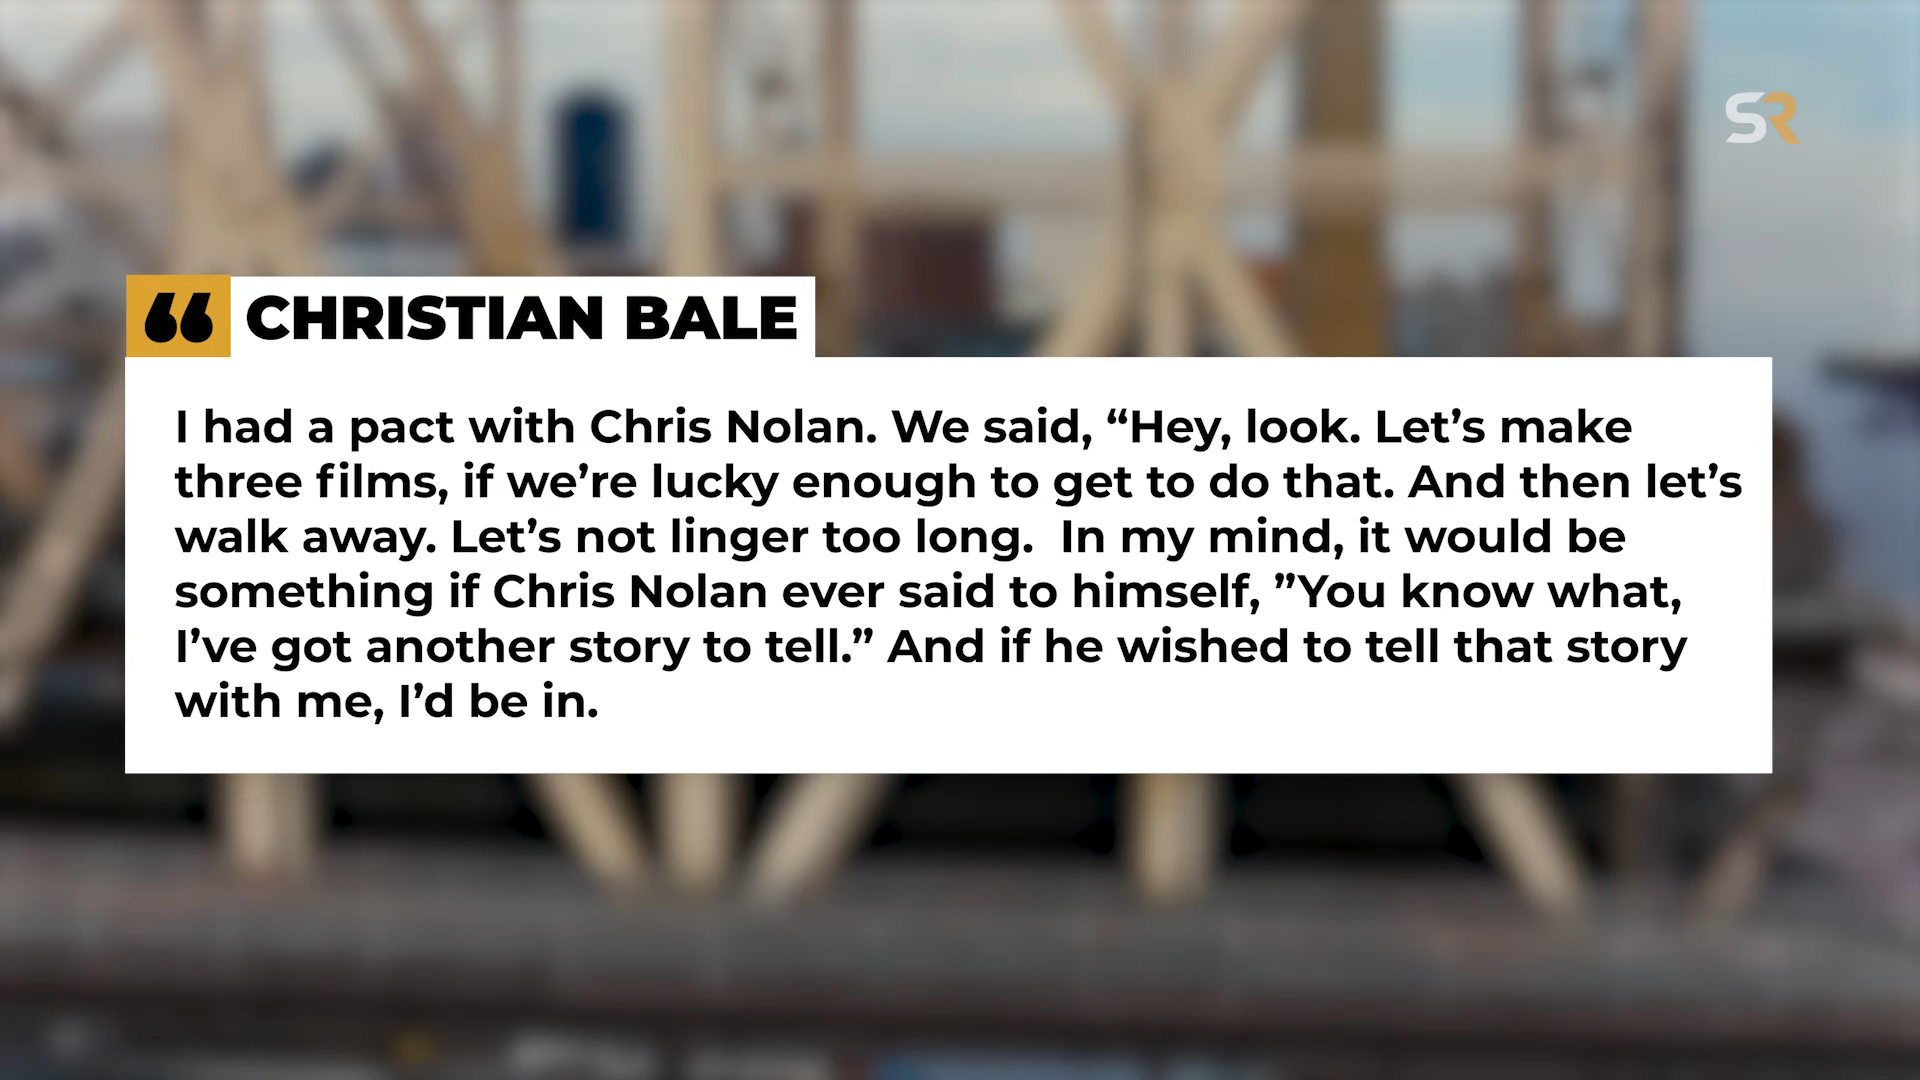 SR
“ CHRISTIAN BALE
I had a pact with Chris Nolan. We said, “Hey, look. Let’s make
three films, if we’re lucky enough to get to do that. And then let’s
walk away. Let’s not linger too long.  In my mind, it would be
something if Chris Nolan ever said to himself, ”You know what,
I’ve got another story to tell.” And if he wished to tell that story
with me, I’d be in.